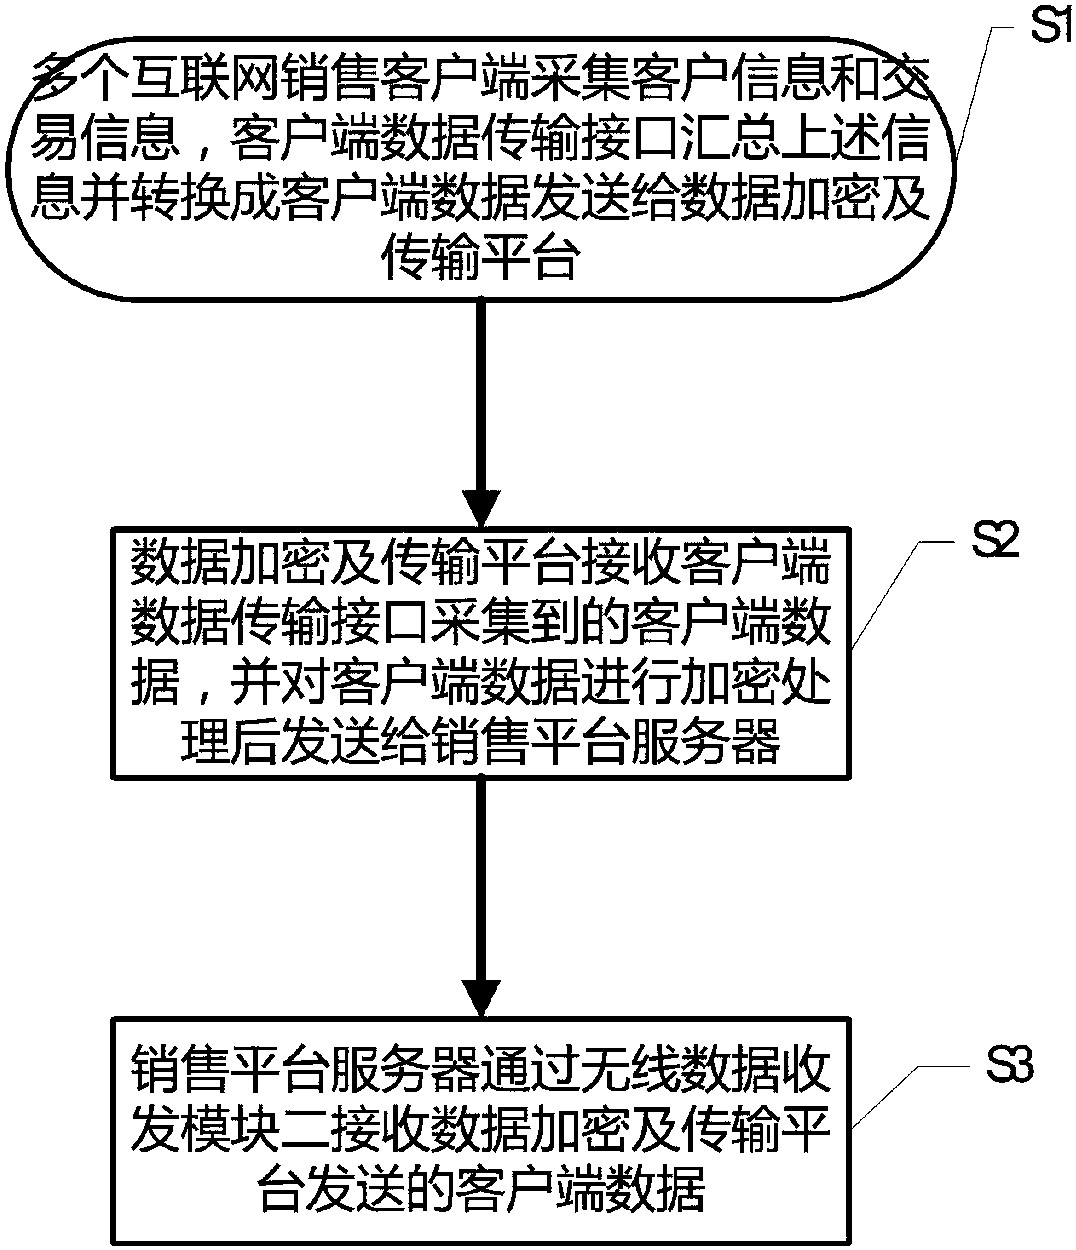 S1
多个互联网销售客户端采集客户信息和交
易信息，客户端数据传输接口汇总上述信
息并转换成客户端数据发送给数据加密及
传输平台
S2
数据加密及传输平台接收客户端
数据传输接口采集到的客户端数
据，并对客户端数据进行加密处
理后发送给销售平台服务器
S3
销售平台服务器通过无线数据收
发模块二接收数据加密及传输平
台发送的客户端数据